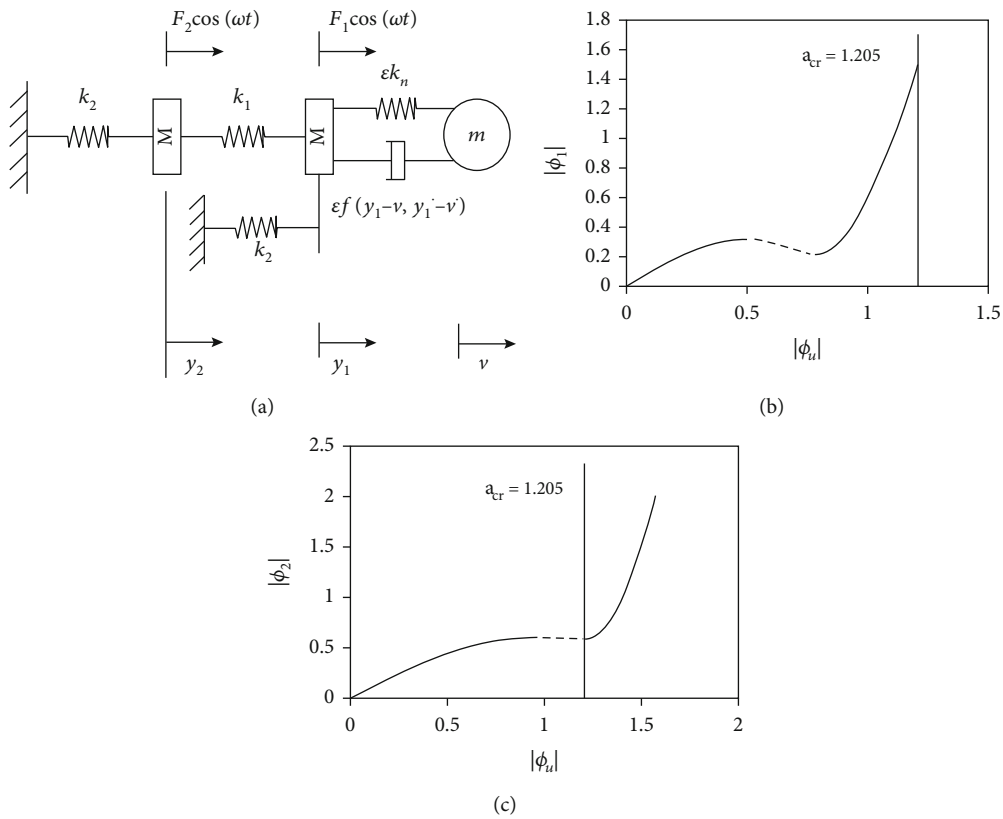 F₂cos (ωt)
F₁cos (ωt)
k₂
k₁
εkₙ
M
M
m
εf (y₁–v, y₁˙–v˙)
k₂
y₂
y₁
v
(a)
1.8
1.6
1.4
1.2
1
0.8
0.6
0.4
0.2
0
|ϕ₁|
a_cr = 1.205
0
0.5
1
1.5
|ϕᵤ|
(b)
2.5
2
1.5
1
0.5
0
|ϕ₂|
a_cr = 1.205
0
0.5
1
1.5
2
|ϕᵤ|
(c)